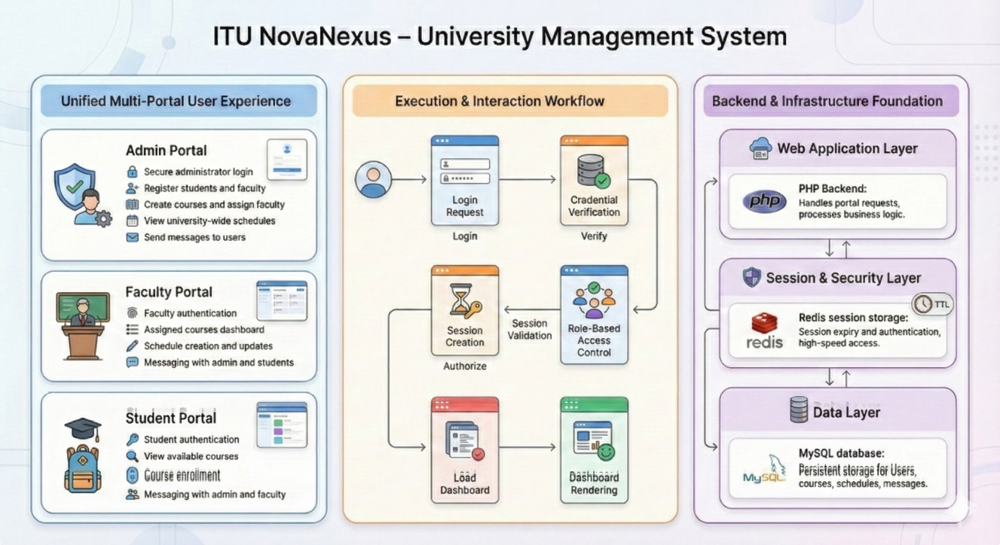 ITU NovaNexus – University Management System
Unified Multi-Portal User Experience
Admin Portal
Secure administrator login
Register students and faculty
Create courses and assign faculty
View university-wide schedules
Send messages to users
Faculty Portal
Faculty authentication
Assigned courses dashboard
Schedule creation and updates
Messaging with admin and students
Student Portal
Student authentication
View available courses
Course enrollment
Messaging with admin and faculty
Execution & Interaction Workflow
Login
Request
Login
Credential
Verification
Verify
Session
Creation
Authorize
Session
Validation
Role-Based
Access
Control
Load
Dashboard
Dashboard
Rendering
Backend & Infrastructure Foundation
Web Application Layer
php
PHP Backend:
Handles portal requests,
processes business logic.
Session & Security Layer
TTL
redis
Redis session storage:
Session expiry and authentication,
high-speed access.
Data Layer
MySQL
MySQL database:
Persistent storage for Users,
courses, schedules, messages.